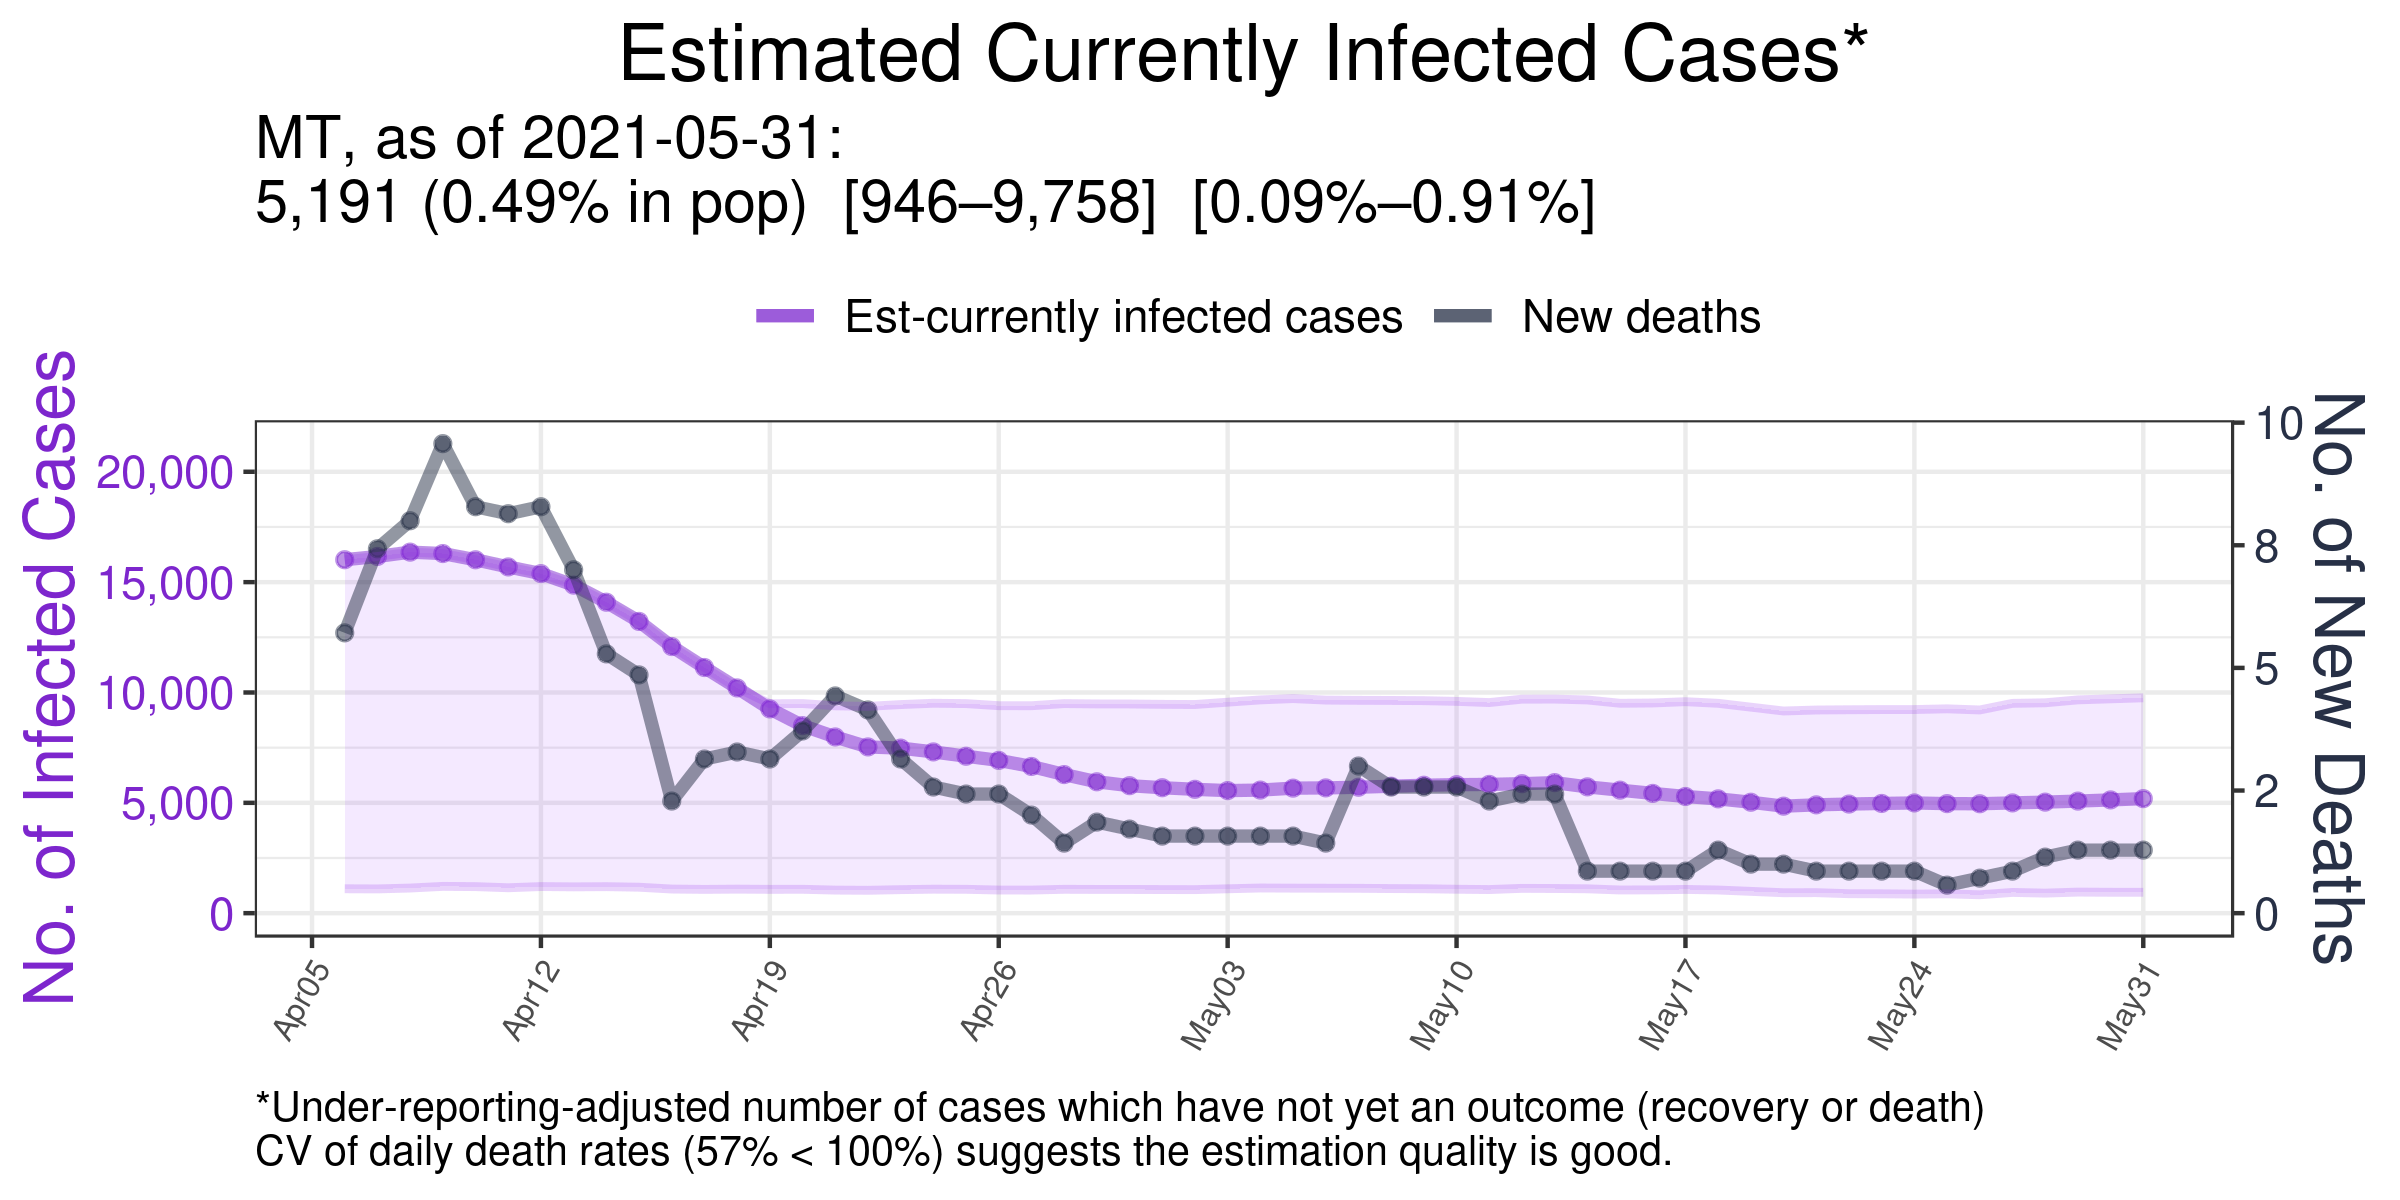 Estimated Currently Infected Cases*
MT, as of 2021-05-31:
5,191 (0.49% in pop)  [946–9,758]  [0.09%–0.91%]
Est-currently infected cases
New deaths
No. of Infected Cases
20,000
15,000
10,000
5,000
0
No. of New Deaths
10
8
5
2
0
Apr05
Apr12
Apr19
Apr26
May03
May10
May17
May24
May31
*Under-reporting-adjusted number of cases which have not yet an outcome (recovery or death)
CV of daily death rates (57% < 100%) suggests the estimation quality is good.